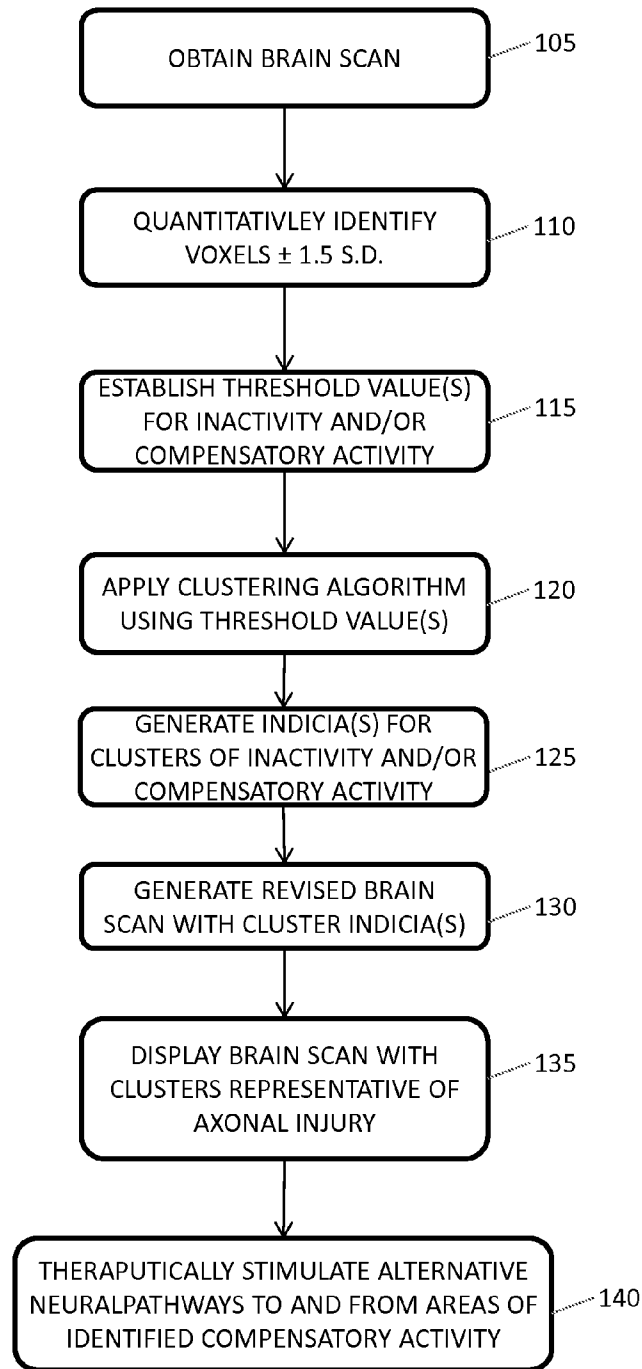 OBTAIN BRAIN SCAN
105
QUANTITATIVLEY IDENTIFY
VOXELS ± 1.5 S.D.
110
ESTABLISH THRESHOLD VALUE(S)
FOR INACTIVITY AND/OR
COMPENSATORY ACTIVITY
115
APPLY CLUSTERING ALGORITHM
USING THRESHOLD VALUE(S)
120
GENERATE INDICIA(S) FOR
CLUSTERS OF INACTIVITY AND/OR
COMPENSATORY ACTIVITY
125
GENERATE REVISED BRAIN
SCAN WITH CLUSTER INDICIA(S)
130
DISPLAY BRAIN SCAN WITH
CLUSTERS REPRESENTATIVE OF
AXONAL INJURY
135
THERAPUTICALLY STIMULATE ALTERNATIVE
NEURALPATHWAYS TO AND FROM AREAS OF
IDENTIFIED COMPENSATORY ACTIVITY
140